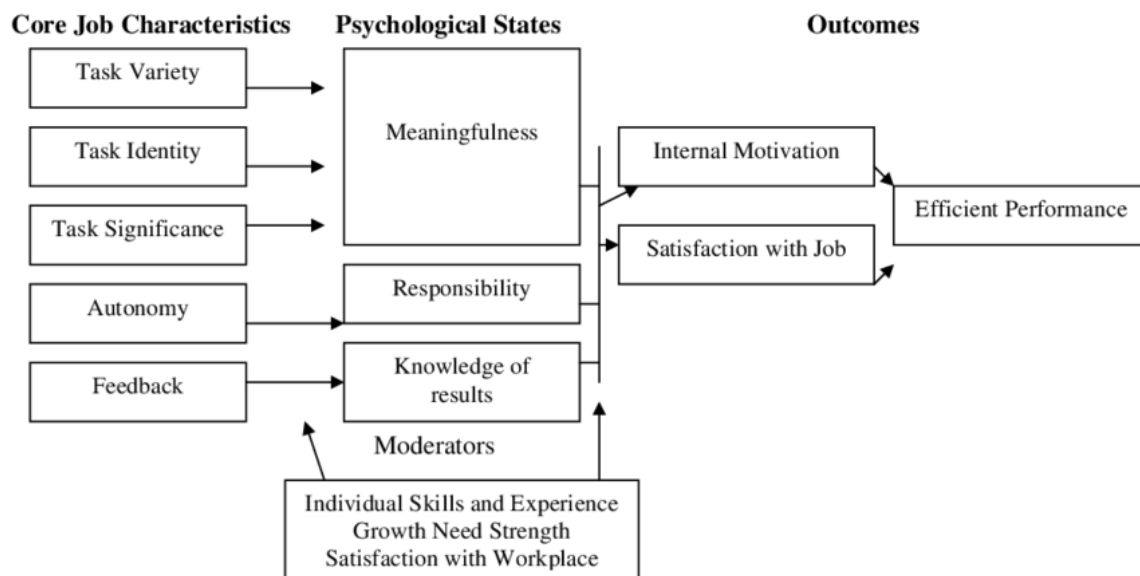 Core Job Characteristics
Psychological States
Outcomes
Task Variety
Task Identity
Task Significance
Autonomy
Feedback
Meaningfulness
Responsibility
Knowledge of
results
Internal Motivation
Satisfaction with Job
Efficient Performance
Moderators
Individual Skills and Experience
Growth Need Strength
Satisfaction with Workplace